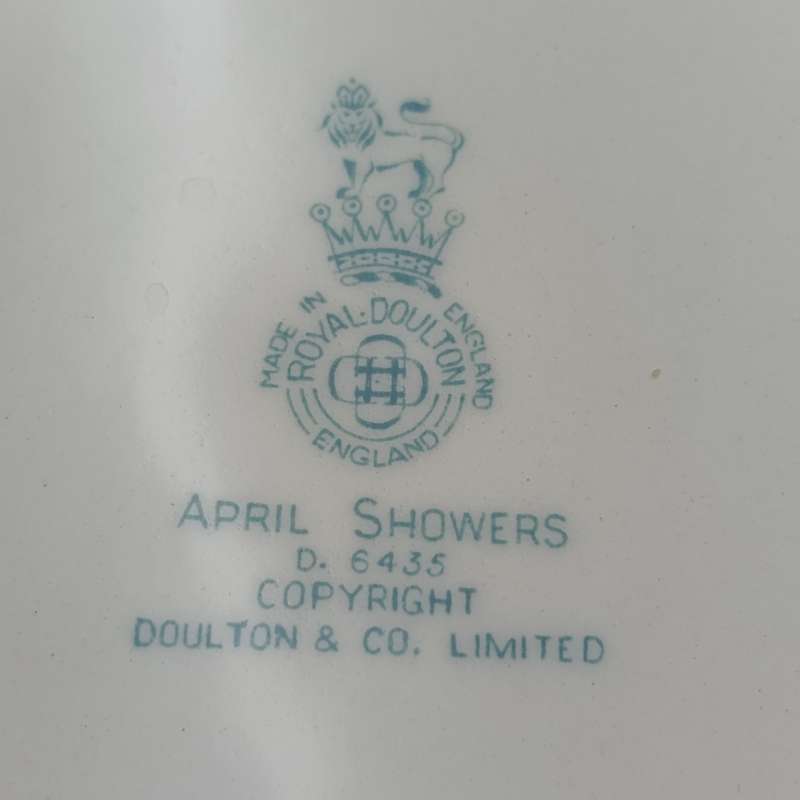 MADE IN ENGLAND
ROYAL·DOULTON
ENGLAND
APRIL SHOWERS
D. 6435
COPYRIGHT
DOULTON & CO. LIMITED